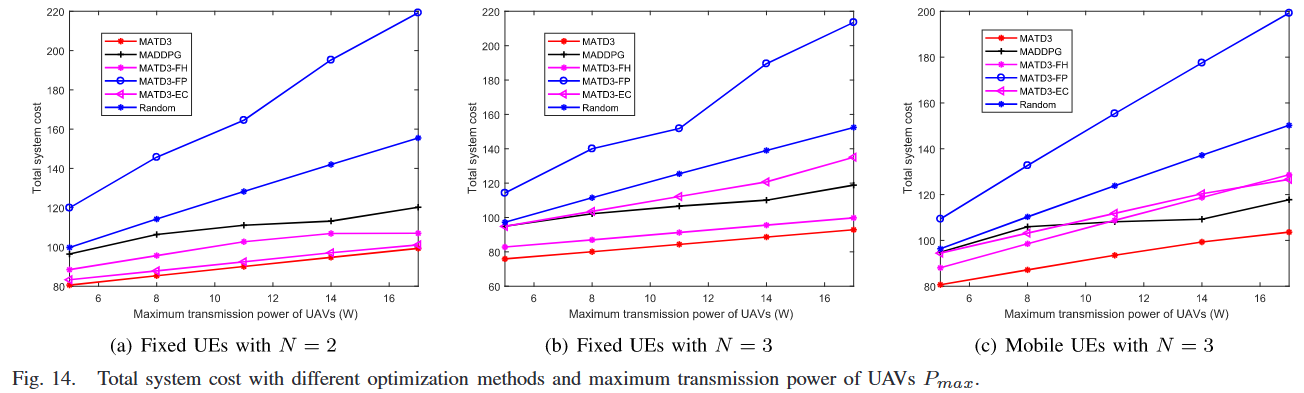 220
200
180
160
140
120
100
80
6 8 10 12 14 16
Total system cost
Maximum transmission power of UAVs (W)
MATD3
MADDPG
MATD3-FH
MATD3-FP
MATD3-EC
Random
(a) Fixed UEs with N = 2
220
200
180
160
140
120
100
80
60
6 8 10 12 14 16
Total system cost
Maximum transmission power of UAVs (W)
MATD3
MADDPG
MATD3-FH
MATD3-FP
MATD3-EC
Random
(b) Fixed UEs with N = 3
200
180
160
140
120
100
80
6 8 10 12 14 16
Total system cost
Maximum transmission power of UAVs (W)
MATD3
MADDPG
MATD3-FH
MATD3-FP
MATD3-EC
Random
(c) Mobile UEs with N = 3
Fig. 14. Total system cost with different optimization methods and maximum transmission power of UAVs Pmax.